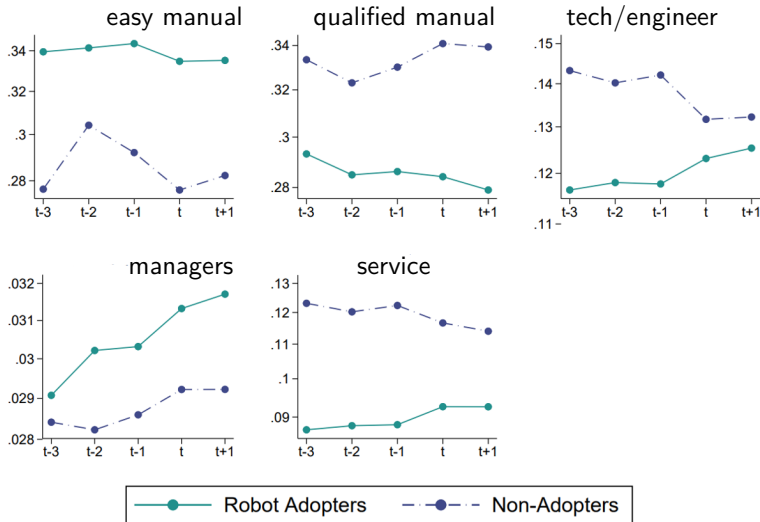 easy manual
.34
.32
.3
.28
t-3 t-2 t-1 t t+1
qualified manual
.34
.32
.3
.28
t-3 t-2 t-1 t t+1
tech/engineer
.15
.14
.13
.12
.11
t-3 t-2 t-1 t t+1
managers
.032
.031
.03
.029
.028
t-3 t-2 t-1 t t+1
service
.13
.12
.11
.1
.09
t-3 t-2 t-1 t t+1
Robot Adopters Non-Adopters